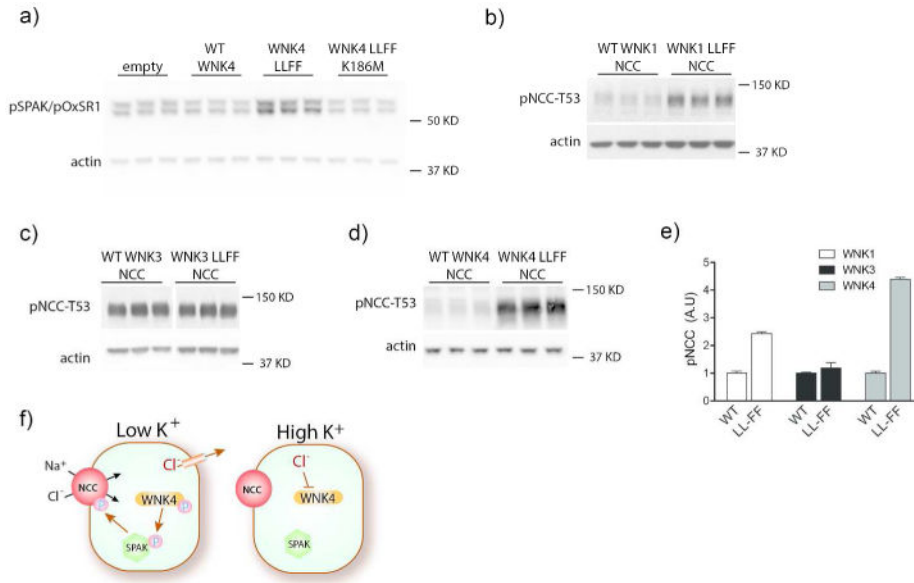 a)
WT WNK4 WNK4 LLFF
empty WNK4 LLFF K186M
pSPAK/pOxSR1
50 KD
actin
37 KD
b)
WT WNK1 WNK1 LLFF
NCC NCC
150 KD
pNCC-T53
actin
37 KD
c)
WT WNK3 WNK3 LLFF
NCC NCC
150 KD
pNCC-T53
actin
37 KD
d)
WT WNK4 WNK4 LLFF
NCC NCC
150 KD
pNCC-T53
actin
37 KD
e)
WNK1
WNK3
WNK4
pNCC (A.U)
5
4
3
2
1
0
WT LL-FF WT LL-FF WT LL-FF
f)
Low K+
Na+
Cl-
NCC
P
Cl-
WNK4
P
SPAK
P
High K+
Cl-
NCC
WNK4
SPAK